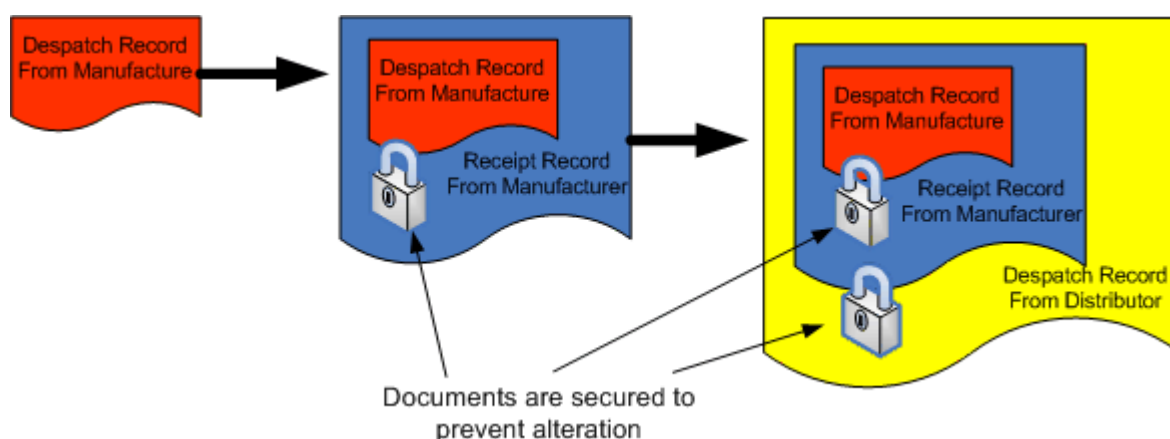 Despatch Record
From Manufacture
Despatch Record
From Manufacture
Receipt Record
From Manufacturer
Despatch Record
From Manufacture
Receipt Record
From Manufacturer
Despatch Record
From Distributor
Documents are secured to
prevent alteration